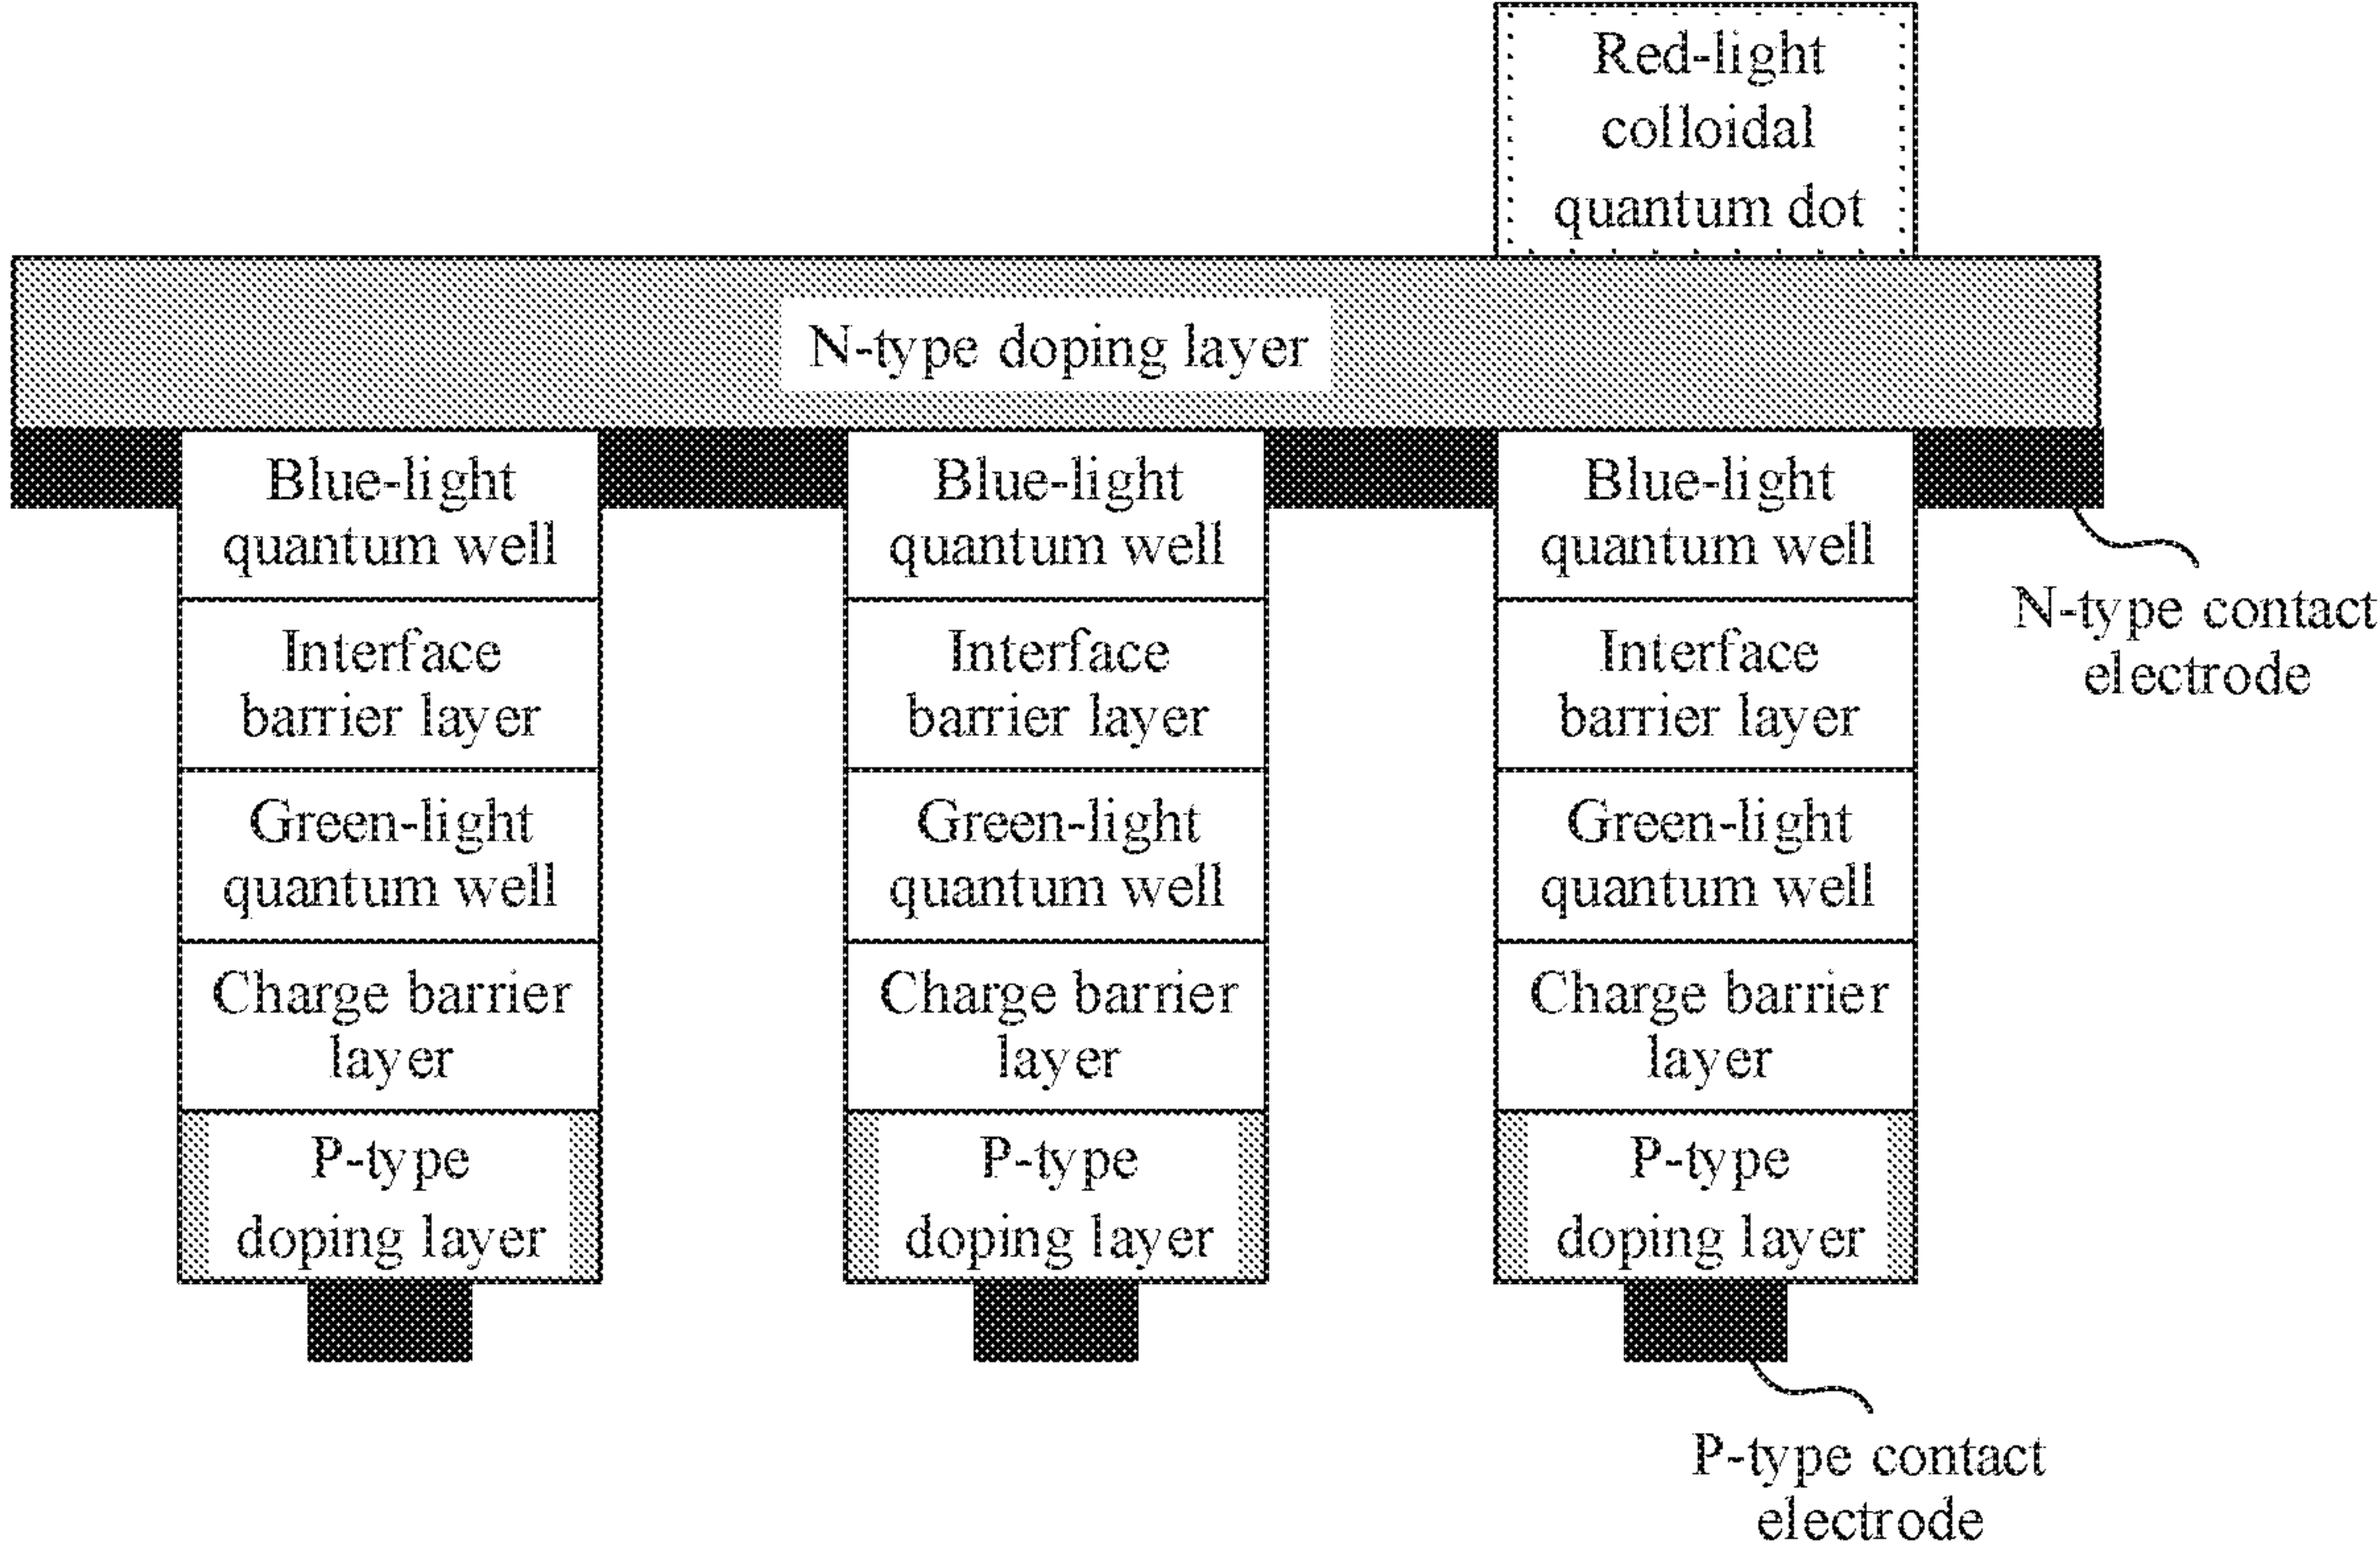 Red-light
colloidal
quantum dot
N-type doping layer
Blue-light
quantum well
Blue-light
quantum well
Blue-light
quantum well
N-type contact
electrode
Interface
barrier layer
Interface
barrier layer
Interface
barrier layer
Green-light
quantum well
Green-light
quantum well
Green-light
quantum well
Charge barrier
layer
Charge barrier
layer
Charge barrier
layer
P-type
doping layer
P-type
doping layer
P-type
doping layer
P-type contact
electrode